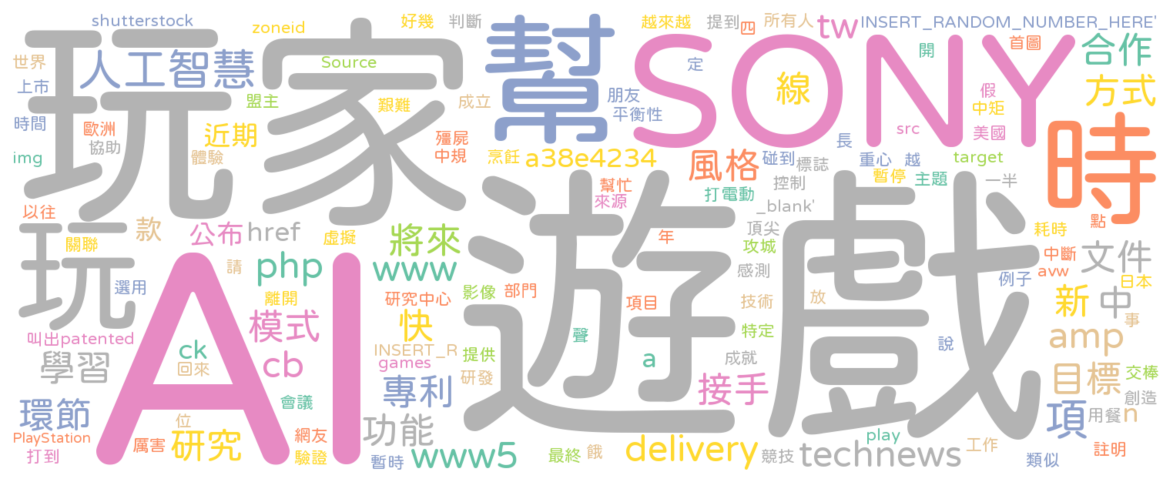 shutterstock
zoneid
好幾
判斷
越來越
提到
四
所有人
tw
INSERT_RANDOM_NUMBER_HERE'
世界
人工智慧
Source
玩家
幫
SONY
定
線
開
首圖
合作
上市
盟主
艱難
成立
朋友
平衡性
假
中矩
方式
時間
歐洲
協助
近期
體驗
殭屍
中規
src
美國
時
img
烹飪
a38e4234
風格
碰到
標誌
長
重心
越
target
控制
暫停
主題
一半
幫忙
來源
打電動
_blank'
以往
款
公布
href
虛擬
將來
年
頂尖
攻城
點
耗時
玩
關聯
請
php
www
遊戲
感測
中斷
文件
選用
離開
研究中心
影像
部門
項目
技術
放
例子
avw
日本
新
中
事
叫出
patented
AI
模式
快
聲
特定
說
amp
學習
ck
回來
cb
INSERT_R
games
提供
研發
a
成就
接手
目標
交棒
創造
環節
會議
專利
項
用餐
n
PlayStation
打到
位
厲害
研究
網友
驗證
功能
暫時
www5
最終
餓
delivery
競技
play
technews
工作
類似
註明